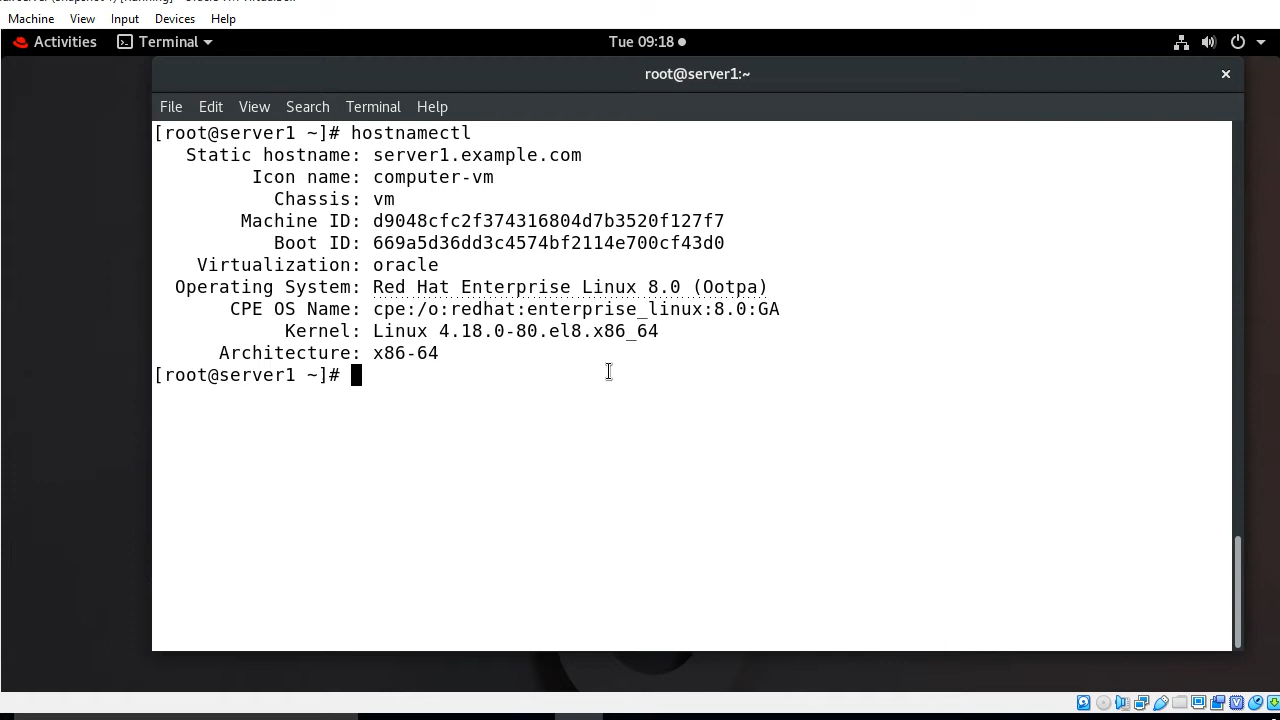 Machine View Input Devices Help
Activities Terminal Tue 09:18
root@server1:~
File Edit View Search Terminal Help
[root@server1 ~]# hostnamectl
Static hostname: server1.example.com
Icon name: computer-vm
Chassis: vm
Machine ID: d9048cfc2f374316804d7b3520f127f7
Boot ID: 669a5d36dd3c4574bf2114e700cf43d0
Virtualization: oracle
Operating System: Red Hat Enterprise Linux 8.0 (Ootpa)
CPE OS Name: cpe:/o:redhat:enterprise_linux:8.0:GA
Kernel: Linux 4.18.0-80.el8.x86_64
Architecture: x86-64
[root@server1 ~]#